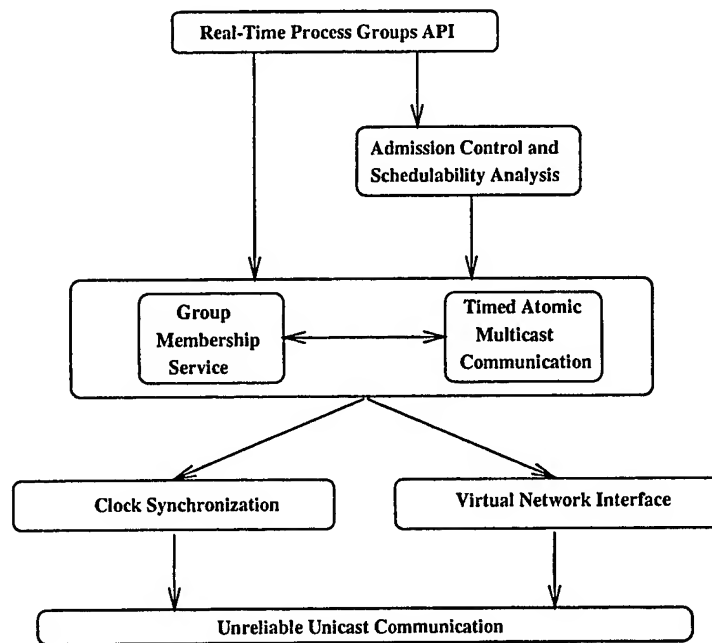 Real-Time Process Groups API
Admission Control and
Schedulability Analysis
Group
Membership
Service
Timed Atomic
Multicast
Communication
Clock Synchronization
Virtual Network Interface
Unreliable Unicast Communication